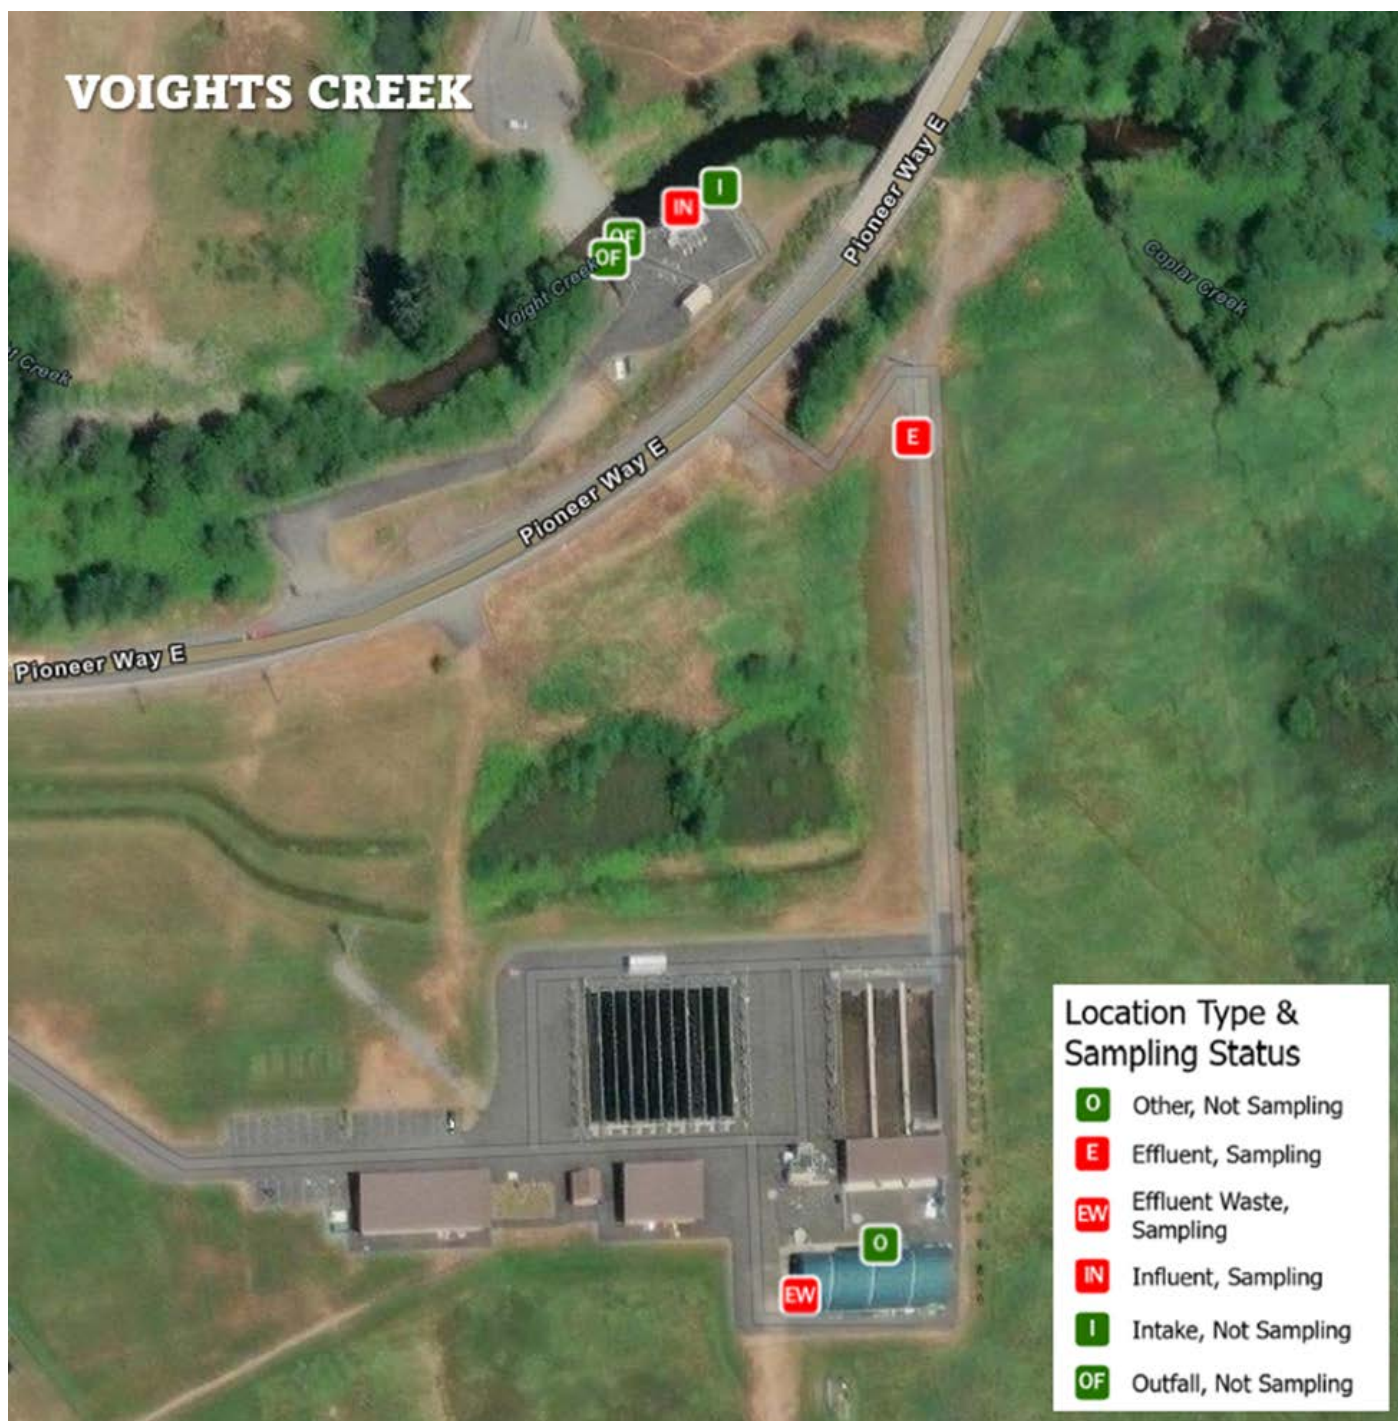 VOIGHTS CREEK
Pioneer Way E
I
IN
OF
OF
Voight Creek
Coplar Creek
t Creek
E
Pioneer Way E
Pioneer Way E
O
EW
Location Type &
Sampling Status
O Other, Not Sampling
E Effluent, Sampling
EW Effluent Waste,
Sampling
IN Influent, Sampling
I Intake, Not Sampling
OF Outfall, Not Sampling